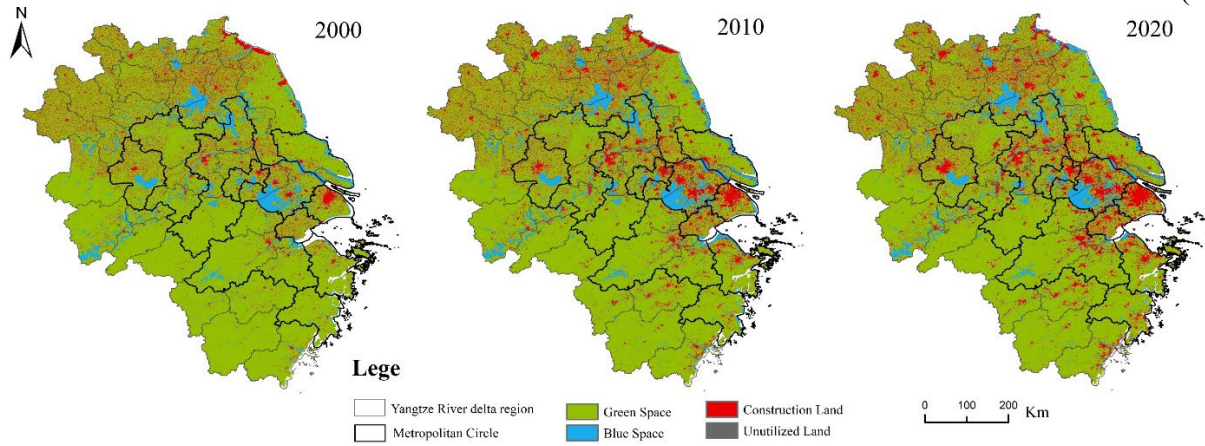 (
N
2000
2010
2020
Lege
Yangtze River delta region
Green Space
Construction Land
Metropolitan Circle
Blue Space
Unutilized Land
0 100 200 Km